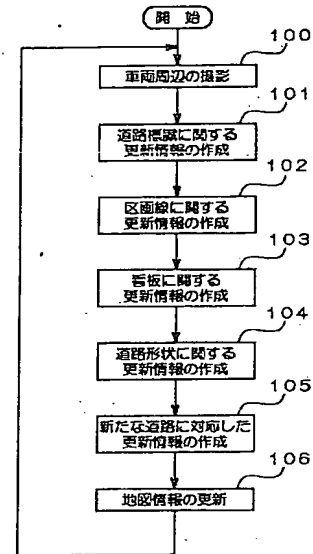 開始
100
車両周辺の撮影
101
道路標識に関する
更新情報の作成
102
区画線に関する
更新情報の作成
103
看板に関する
更新情報の作成
104
道路形状に関する
更新情報の作成
105
新たな道路に対応した
更新情報の作成
106
地図情報の更新